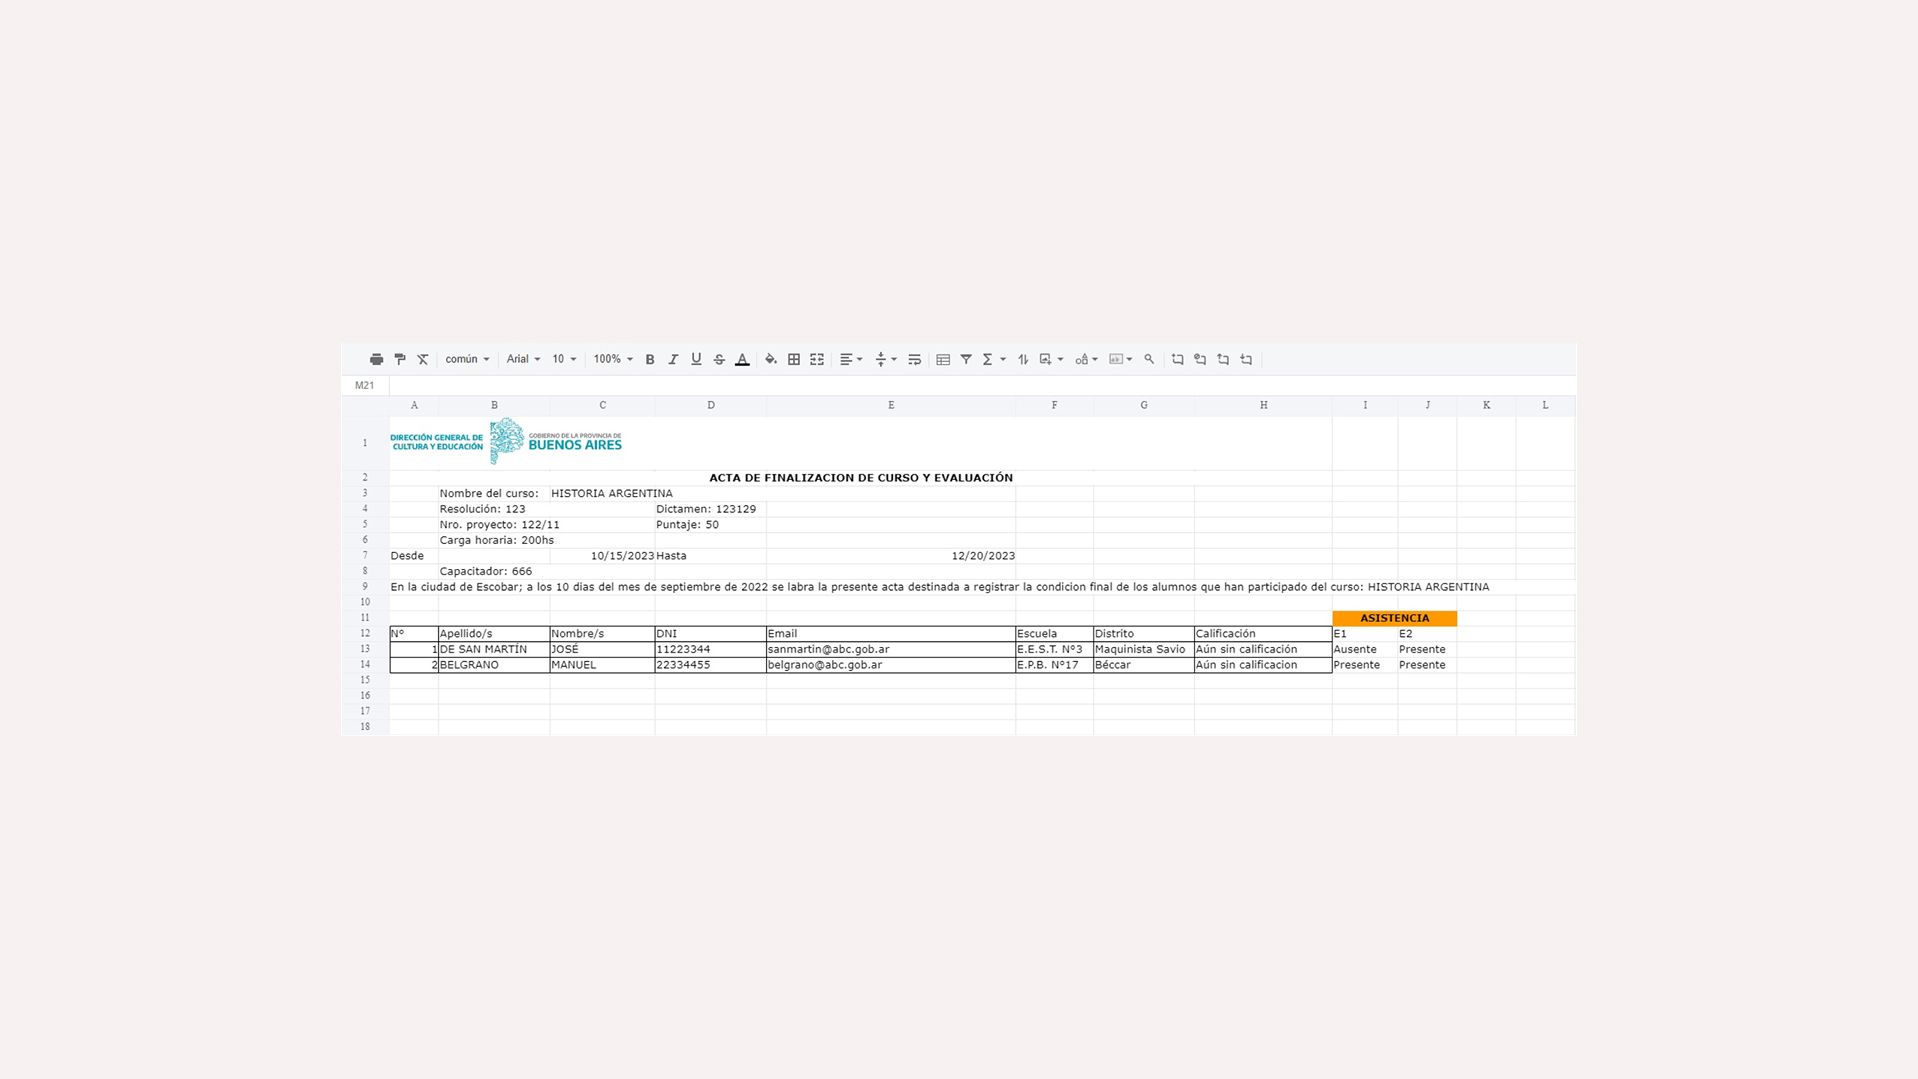 común Arial 10 100% B I U S A
M21
A B C D E F G H I J K L
1 DIRECCIÓN GENERAL DE CULTURA Y EDUCACIÓN GOBIERNO DE LA PROVINCIA DE BUENOS AIRES
2 ACTA DE FINALIZACION DE CURSO Y EVALUACIÓN
3 Nombre del curso: HISTORIA ARGENTINA
4 Resolución: 123 Dictamen: 123129
5 Nro. proyecto: 122/11 Puntaje: 50
6 Carga horaria: 200hs
7 Desde 10/15/2023 Hasta 12/20/2023
8 Capacitador: 666
9 En la ciudad de Escobar; a los 10 dias del mes de septiembre de 2022 se labra la presente acta destinada a registrar la condicion final de los alumnos que han participado del curso: HISTORIA ARGENTINA
10
11 ASISTENCIA
12 N° Apellido/s Nombre/s DNI Email Escuela Distrito Calificación E1 E2
13 1 DE SAN MARTÍN JOSÉ 11223344 sanmartin@abc.gob.ar E.E.S.T. N°3 Maquinista Savio Aún sin calificación Ausente Presente
14 2 BELGRANO MANUEL 22334455 belgrano@abc.gob.ar E.P.B. N°17 Béccar Aún sin calificacion Presente Presente
15
16
17
18